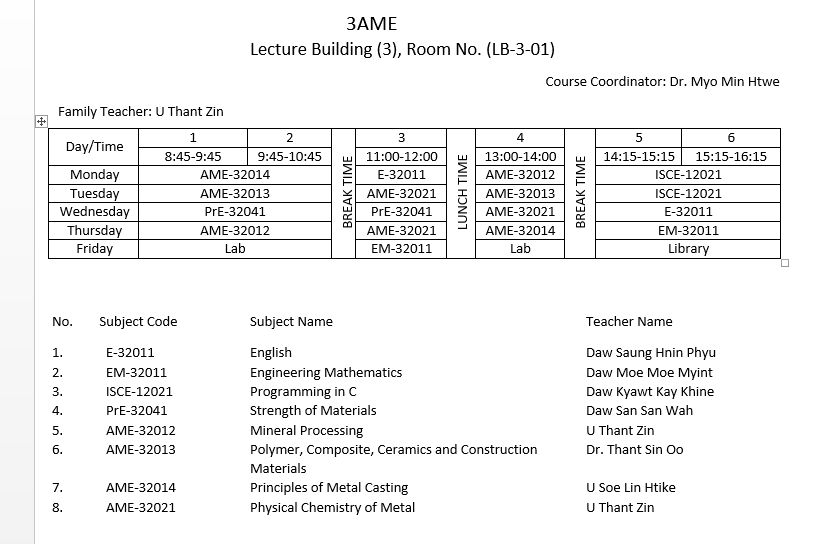 3AME
Lecture Building (3), Room No. (LB-3-01)
Course Coordinator: Dr. Myo Min Htwe
Family Teacher: U Thant Zin
Day/Time 1 2 BREAK TIME 3 LUNCH TIME 4 BREAK TIME 5 6
8:45-9:45 9:45-10:45 11:00-12:00 13:00-14:00 14:15-15:15 15:15-16:15
Monday AME-32014 E-32011 AME-32012 ISCE-12021
Tuesday AME-32013 AME-32021 AME-32013 ISCE-12021
Wednesday PrE-32041 PrE-32041 AME-32021 E-32011
Thursday AME-32012 AME-32021 AME-32014 EM-32011
Friday Lab EM-32011 Lab Library
No. Subject Code Subject Name Teacher Name
1. E-32011 English Daw Saung Hnin Phyu
2. EM-32011 Engineering Mathematics Daw Moe Moe Myint
3. ISCE-12021 Programming in C Daw Kyawt Kay Khine
4. PrE-32041 Strength of Materials Daw San San Wah
5. AME-32012 Mineral Processing U Thant Zin
6. AME-32013 Polymer, Composite, Ceramics and Construction Dr. Thant Sin Oo
Materials
7. AME-32014 Principles of Metal Casting U Soe Lin Htike
8. AME-32021 Physical Chemistry of Metal U Thant Zin